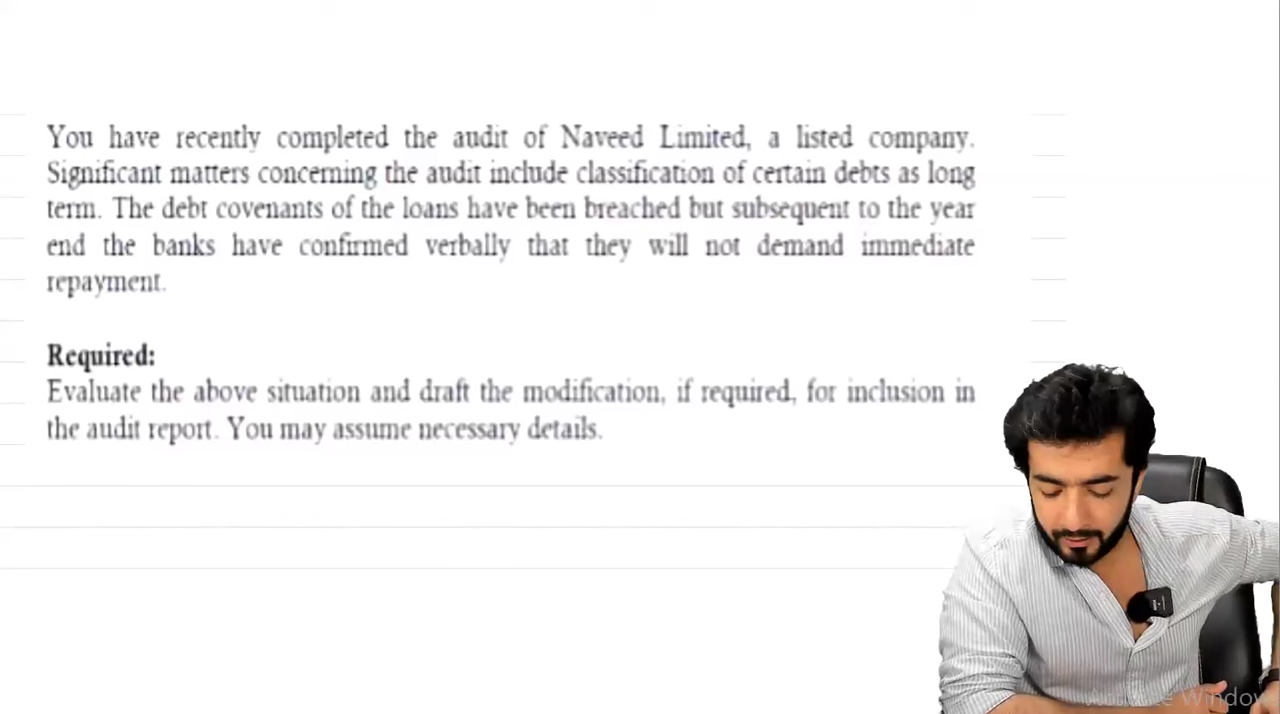 You have recently completed the audit of Naveed Limited, a listed company.
Significant matters concerning the audit include classification of certain debts as long
term. The debt covenants of the loans have been breached but subsequent to the year
end the banks have confirmed verbally that they will not demand immediate
repayment.
Required:
Evaluate the above situation and draft the modification, if required, for inclusion in
the audit report. You may assume necessary details.